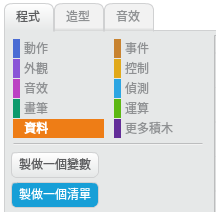 程式 造型 音效
動作 事件
外觀 控制
音效 偵測
畫筆 運算
資料 更多積木
製做一個變數
製做一個清單